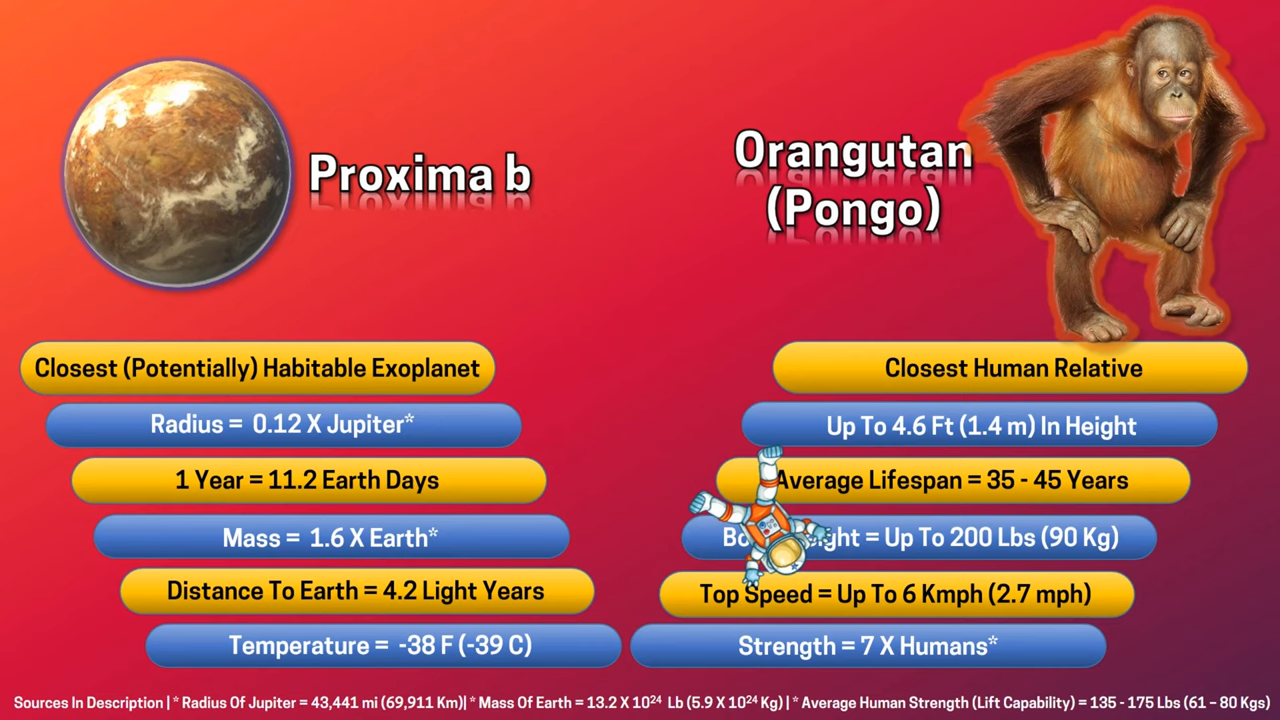 Proxima b
Orangutan
(Pongo)
Closest (Potentially) Habitable Exoplanet
Radius = 0.12 X Jupiter*
1 Year = 11.2 Earth Days
Mass = 1.6 X Earth*
Distance To Earth = 4.2 Light Years
Temperature = -38 F (-39 C)
Closest Human Relative
Up To 4.6 Ft (1.4 m) In Height
Average Lifespan = 35 - 45 Years
= Up To 200 Lbs (90 Kg)
Top Speed = Up To 6 Kmph (2.7 mph)
Strength = 7 X Humans*
Sources In Description | * Radius Of Jupiter = 43,441 mi (69,911 Km)| * Mass Of Earth = 13.2 X 10²⁴ Lb (5.9 X 10²⁴ Kg) | * Average Human Strength (Lift Capability) = 135 - 175 Lbs (61 – 80 Kgs)